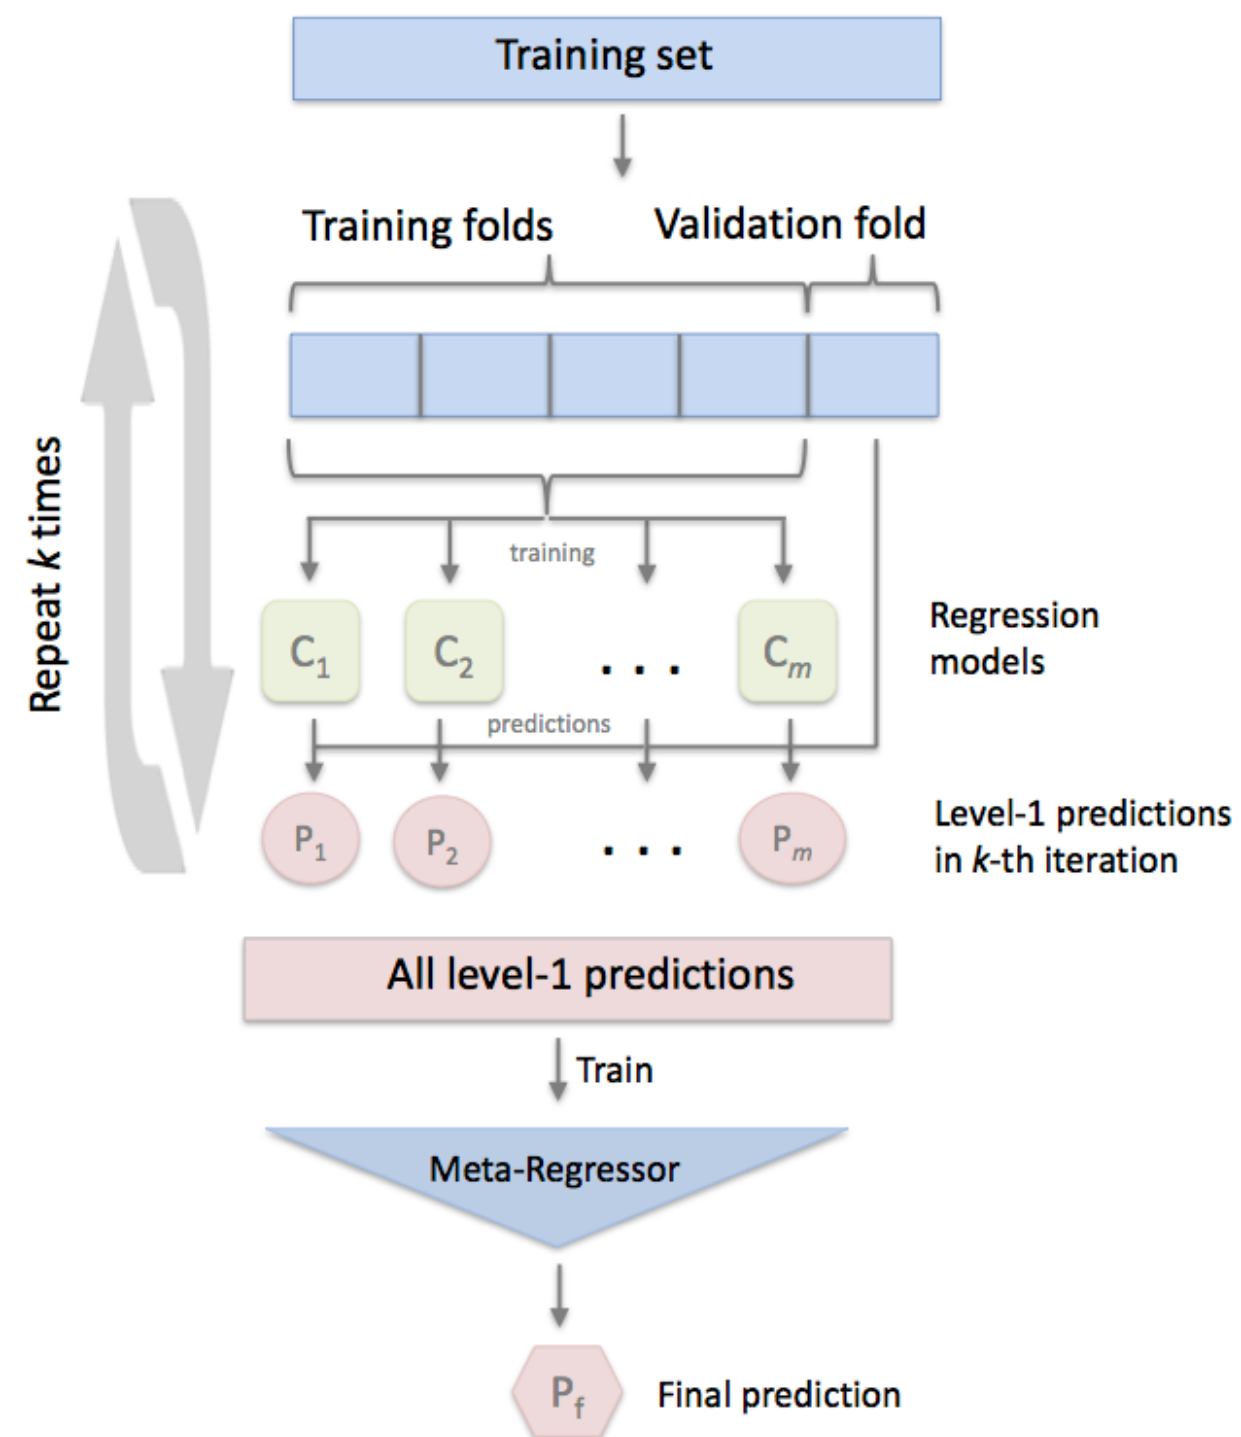 Training set
Training folds
Validation fold
Repeat k times
training
C1
C2
. . .
Cm
Regression
models
predictions
P1
P2
. . .
Pm
Level-1 predictions
in k-th iteration
All level-1 predictions
Train
Meta-Regressor
Pf
Final prediction